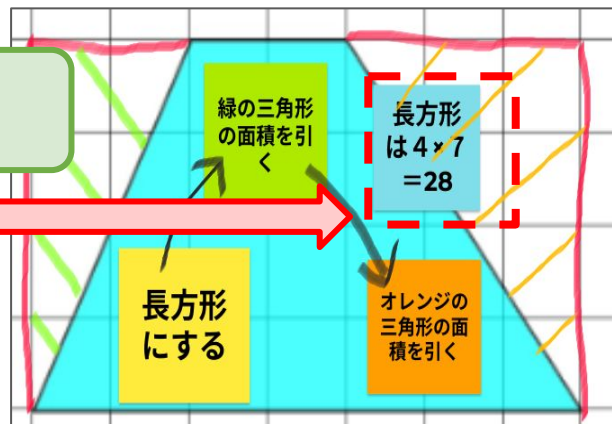 緑の三角形
の面積を引
く
長方形
は４×７
＝28
長方形
にする
オレンジの
三角形の面
積を引く